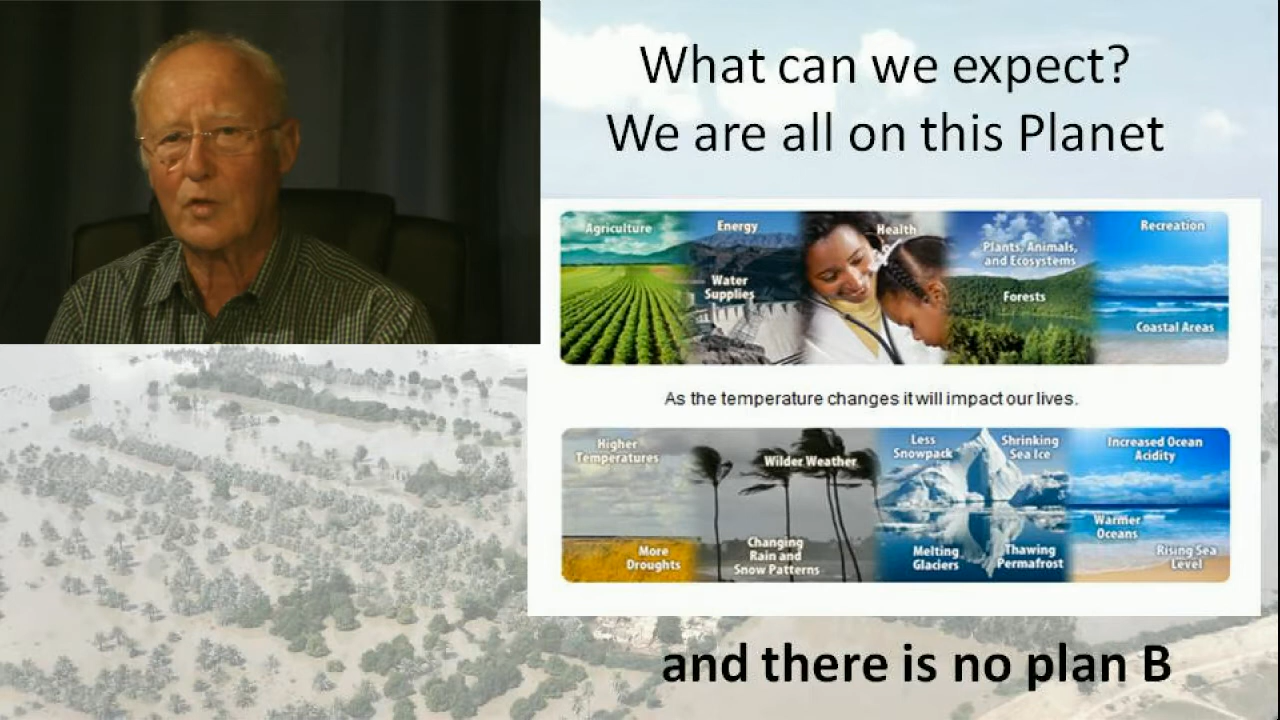 What can we expect?
We are all on this Planet
Agriculture
Energy
Water
Supplies
Health
Plants, Animals,
and Ecosystems
Forests
Recreation
Coastal Areas
As the temperature changes it will impact our lives.
Higher
Temperatures
More
Droughts
Wilder Weather
Changing
Rain and
Snow Patterns
Less
Snowpack
Shrinking
Sea Ice
Melting
Glaciers
Thawing
Permafrost
Increased Ocean
Acidity
Warmer
Oceans
Rising Sea
Level
and there is no plan B